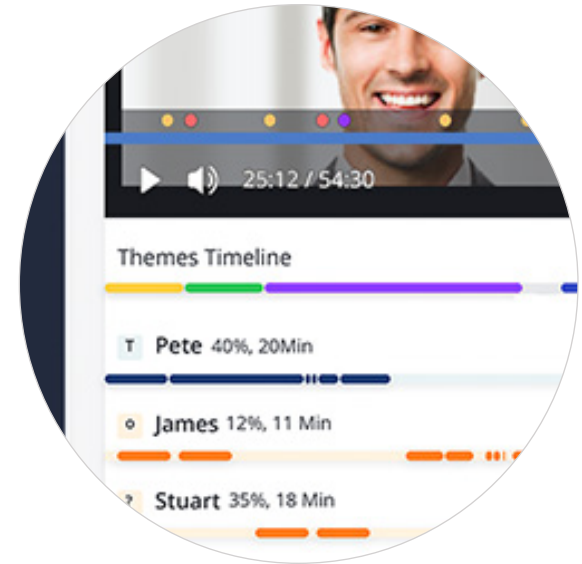 25:12 / 54:30
Themes Timeline
T Pete 40%, 20Min
O James 12%, 11 Min
? Stuart 35%, 18 Min